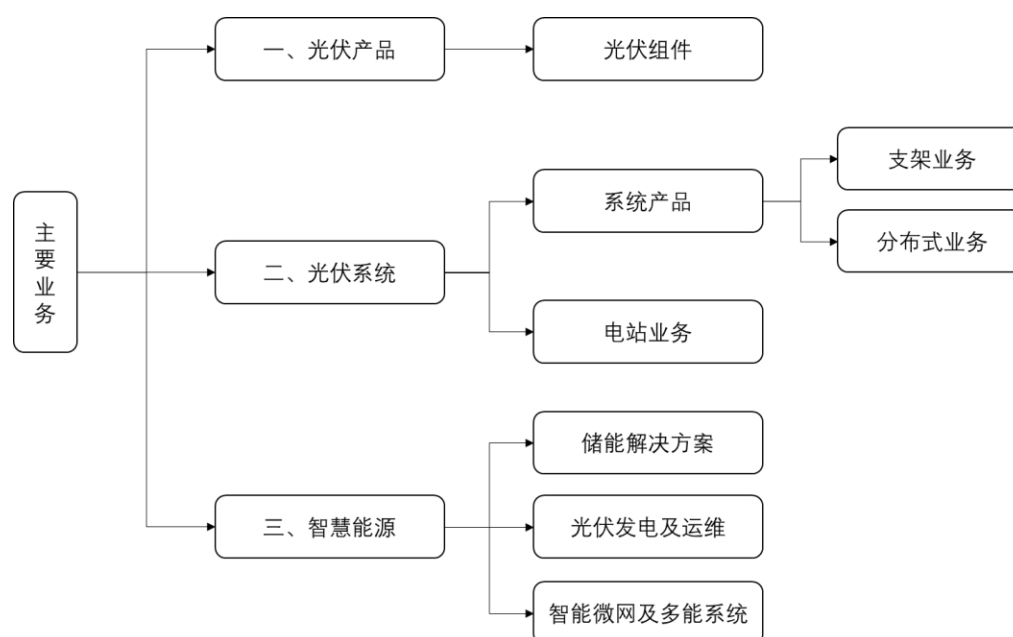 主要业务
一、光伏产品
光伏组件
二、光伏系统
系统产品
支架业务
分布式业务
电站业务
三、智慧能源
储能解决方案
光伏发电及运维
智能微网及多能系统